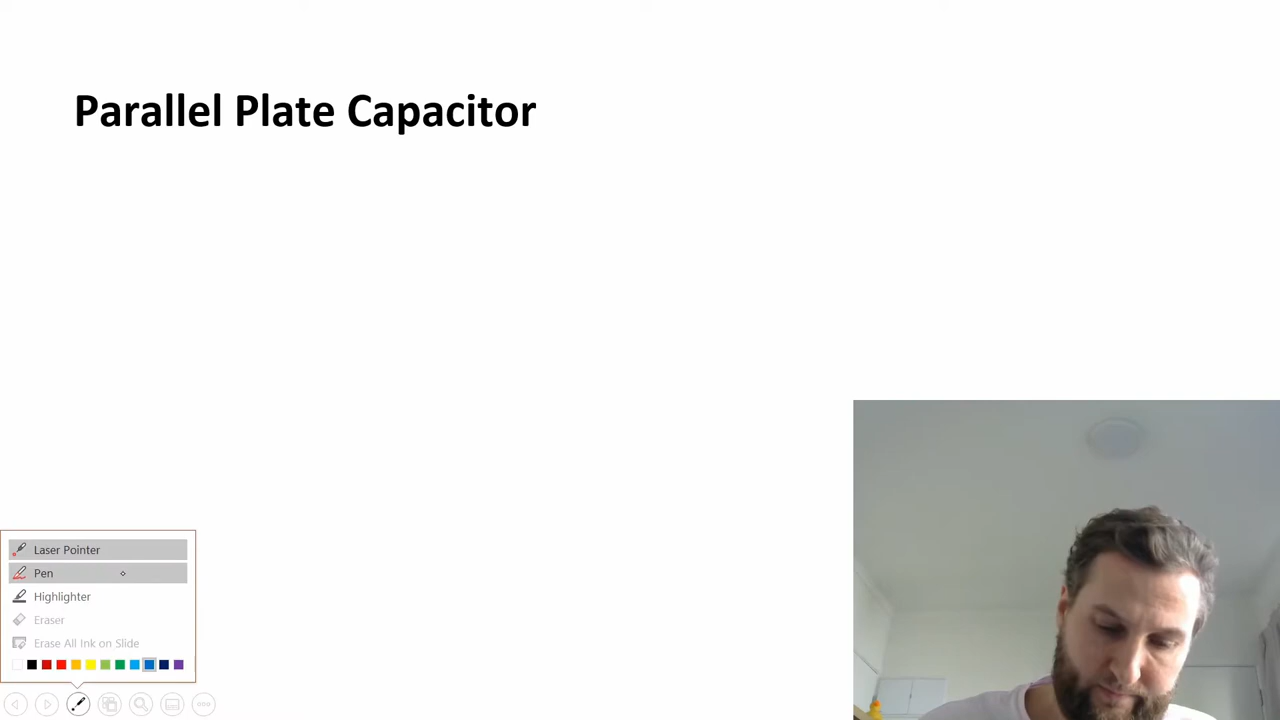 Parallel Plate Capacitor
Laser Pointer
Pen
Highlighter
Eraser
Erase All Ink on Slide